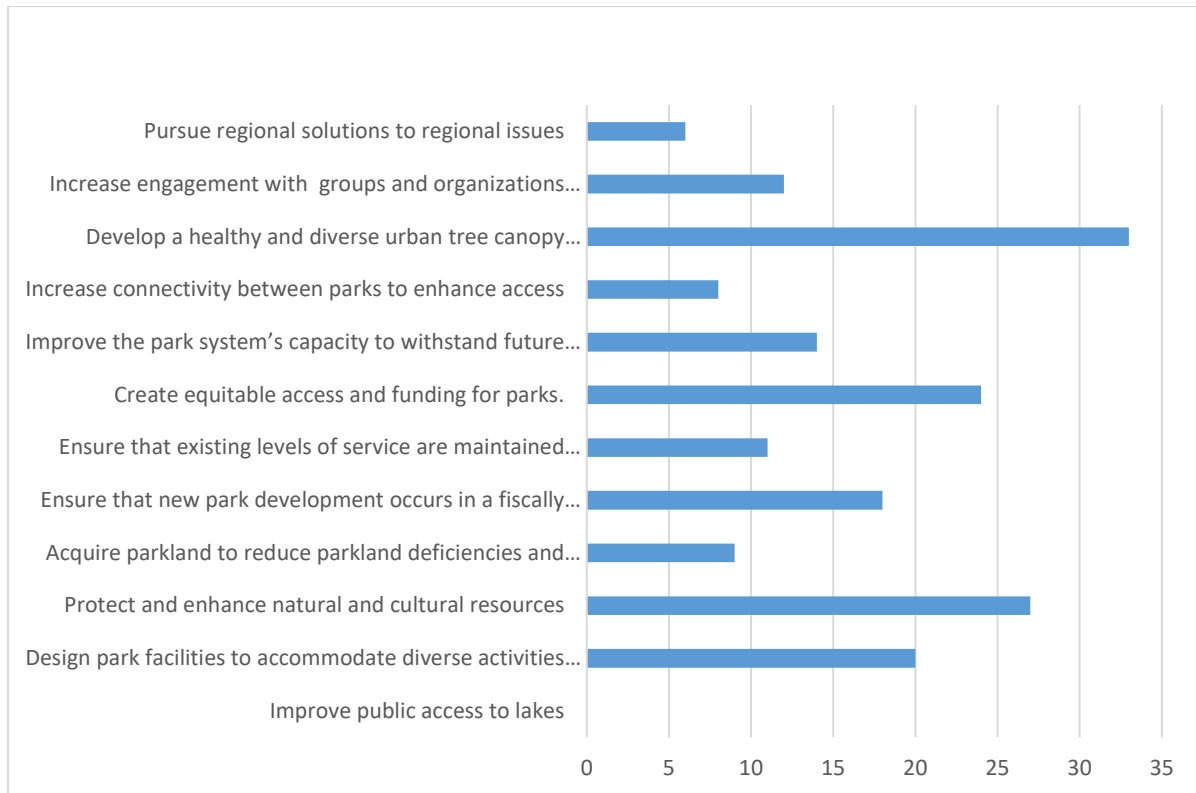 Pursue regional solutions to regional issues
Increase engagement with  groups and organizations...
Develop a healthy and diverse urban tree canopy...
Increase connectivity between parks to enhance access
Improve the park system’s capacity to withstand future...
Create equitable access and funding for parks.
Ensure that existing levels of service are maintained...
Ensure that new park development occurs in a fiscally...
Acquire parkland to reduce parkland deficiencies and...
Protect and enhance natural and cultural resources
Design park facilities to accommodate diverse activities...
Improve public access to lakes
0 5 10 15 20 25 30 35